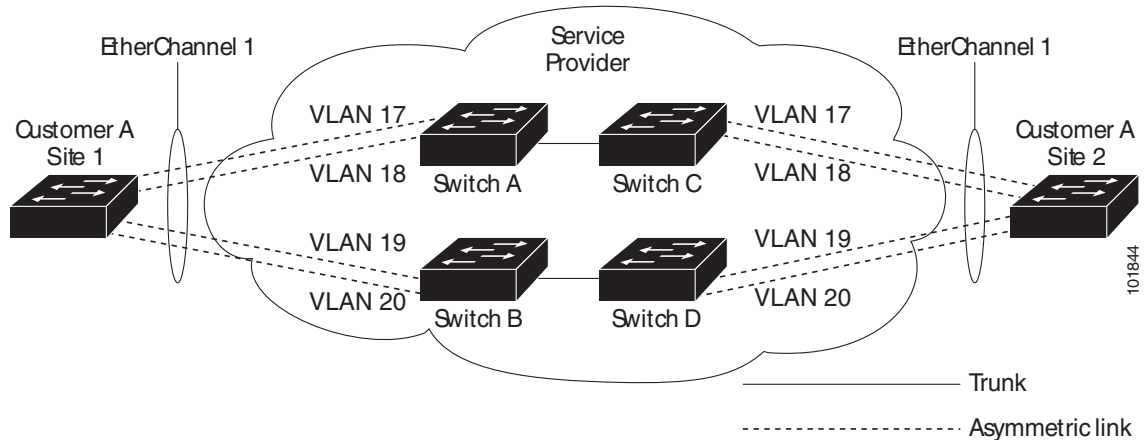 EtherChannel 1
Service
Provider
EtherChannel 1
Customer A
Site 1
VLAN 17
VLAN 18
Switch A
Switch C
VLAN 17
VLAN 18
Customer A
Site 2
VLAN 19
VLAN 20
Switch B
Switch D
VLAN 19
VLAN 20
101844
Trunk
Asymmetric link